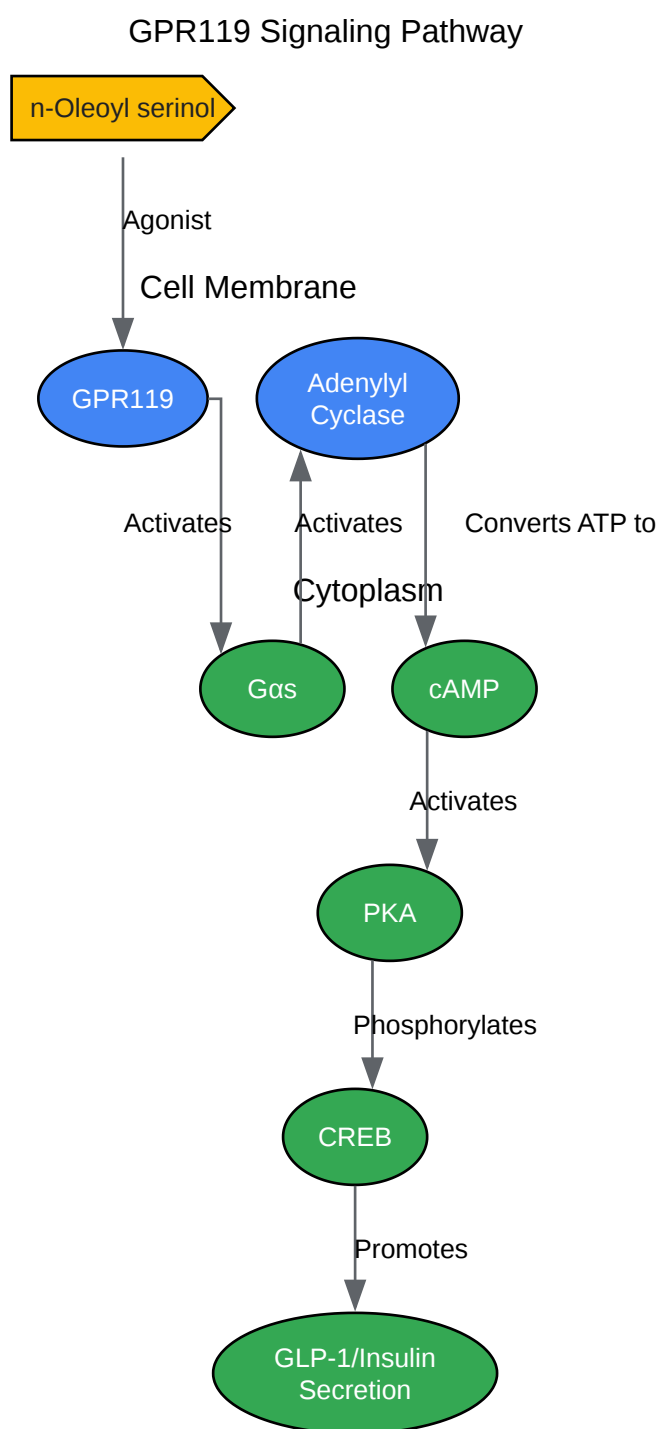 GPR119 Signaling Pathway
n-Oleoyl serinol
Agonist
Cell Membrane
GPR119
Adenylyl
Cyclase
Activates
Activates
Converts ATP to
Cytoplasm
Gαs
cAMP
Activates
PKA
Phosphorylates
CREB
Promotes
GLP-1/Insulin
Secretion